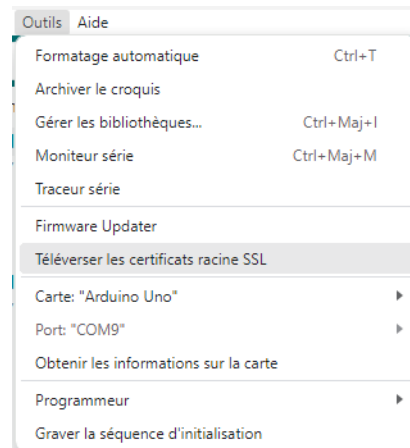 Outils Aide
Formatage automatique Ctrl+T
Archiver le croquis
Gérer les bibliothèques... Ctrl+Maj+I
Moniteur série Ctrl+Maj+M
Traceur série
Firmware Updater
Téléverser les certificats racine SSL
Carte: "Arduino Uno"
Port: "COM9"
Obtenir les informations sur la carte
Programmeur
Graver la séquence d'initialisation